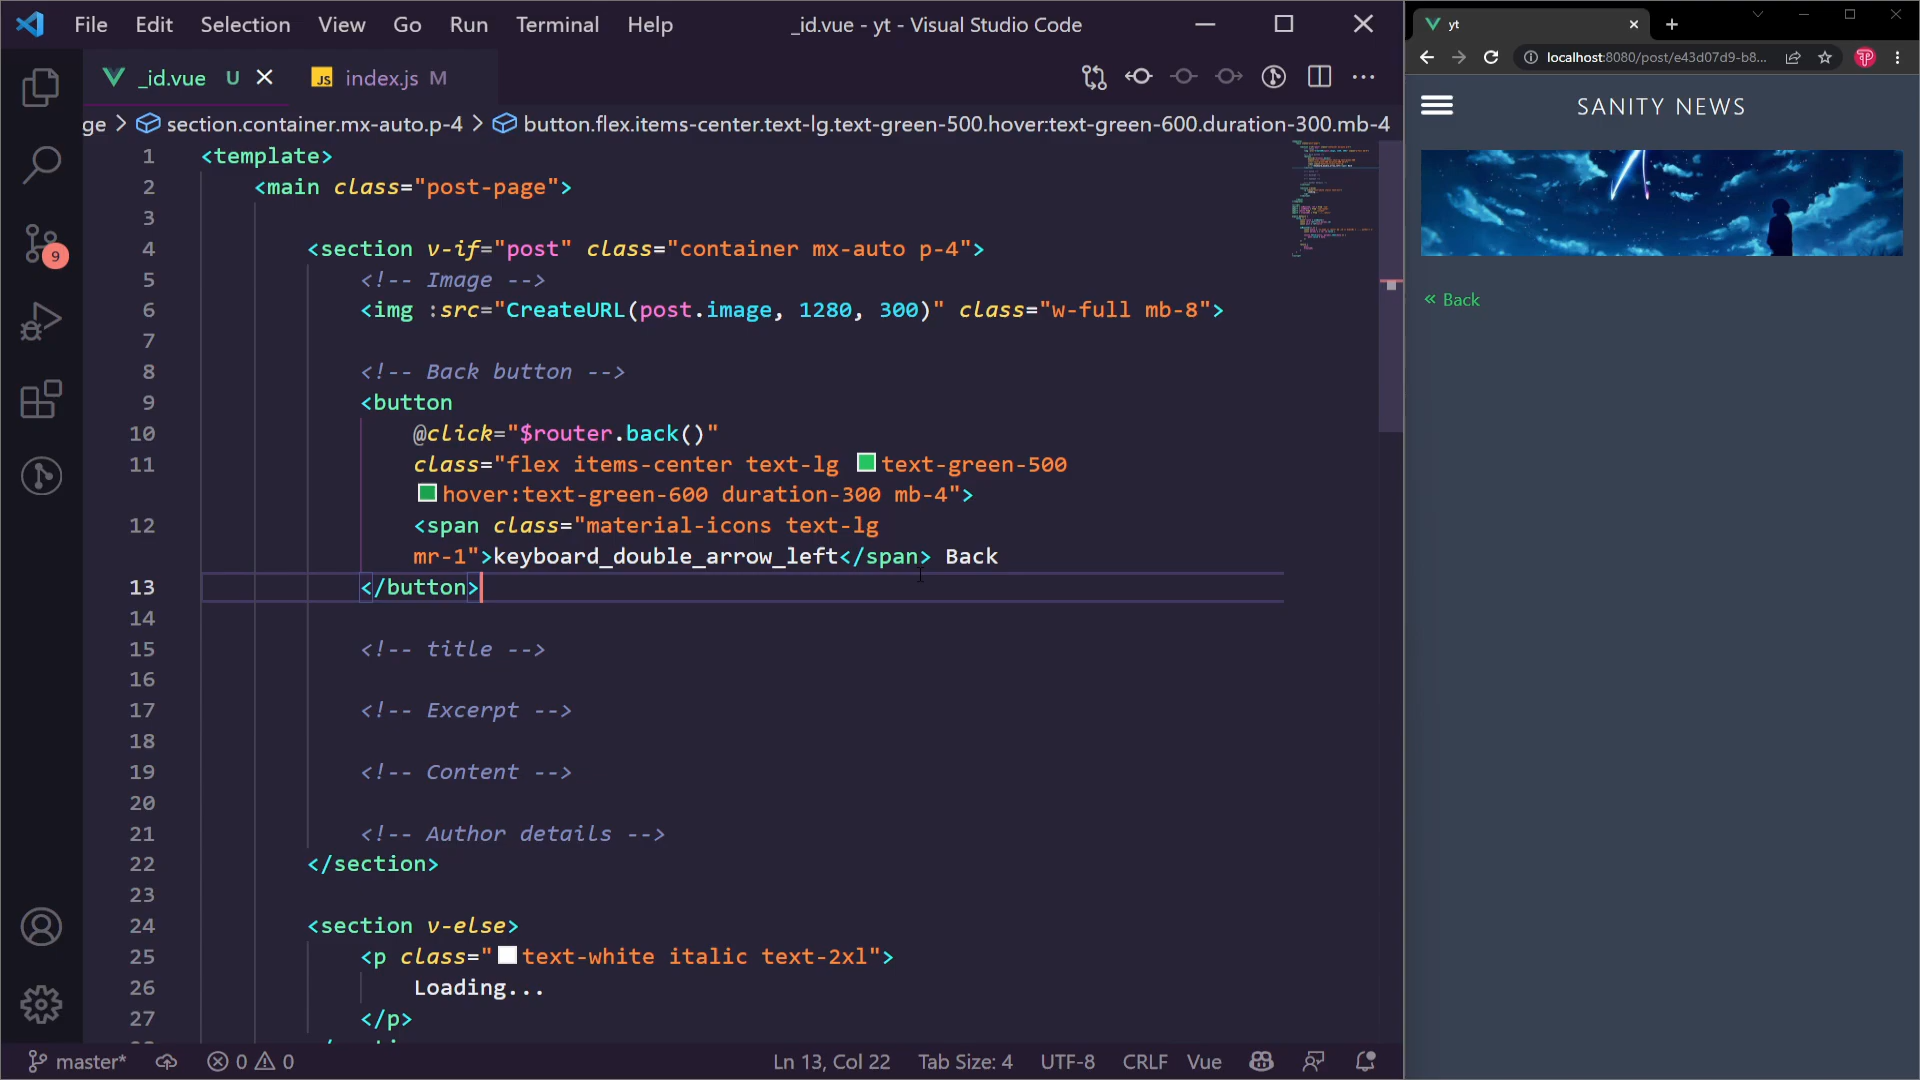 File Edit Selection View Go Run Terminal Help _id.vue - yt - Visual Studio Code
_id.vue U index.js M
JS
ge > section.container.mx-auto.p-4 > button.flex.items-center.text-lg.text-green-500.hover:text-green-600.duration-300.mb-4
1 <template>
2 <main class="post-page">
3
4 <section v-if="post" class="container mx-auto p-4">
5 <!-- Image -->
6 <img :src="CreateURL(post.image, 1280, 300)" class="w-full mb-8">
7
8 <!-- Back button -->
9 <button
10 @click="$router.back()"
11 class="flex items-center text-lg text-green-500
hover:text-green-600 duration-300 mb-4">
12 <span class="material-icons text-lg
mr-1">keyboard_double_arrow_left</span> Back
13 </button>
14
15 <!-- title -->
16
17 <!-- Excerpt -->
18
19 <!-- Content -->
20
21 <!-- Author details -->
22 </section>
23
24 <section v-else>
25 <p class="text-white italic text-2xl">
26 Loading...
27 </p>
9
master* 0 0 Ln 13, Col 22 Tab Size: 4 UTF-8 CRLF Vue
yt
localhost:8080/post/e43d07d9-b8...
SANITY NEWS
« Back